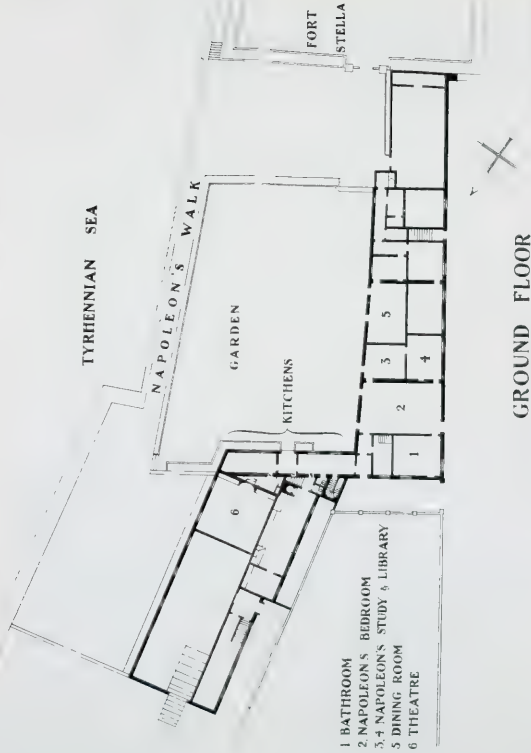 TYRHENNIAN SEA
NAPOLEON'S WALK
FORT
STELLA
GARDEN
KITCHENS
6
5
3
4
2
1
1 BATHROOM
2. NAPOLEON'S BEDROOM
3,4 NAPOLEON'S STUDY & LIBRARY
5 DINING ROOM
6 THEATRE
GROUND FLOOR